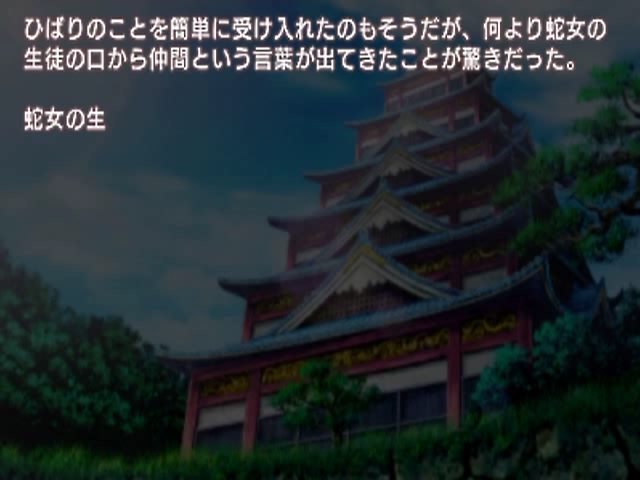 ひばりのことを簡単に受け入れたのもそうだが、何より蛇女の
生徒の口から仲間という言葉が出てきたことが驚きだった。
蛇女の生